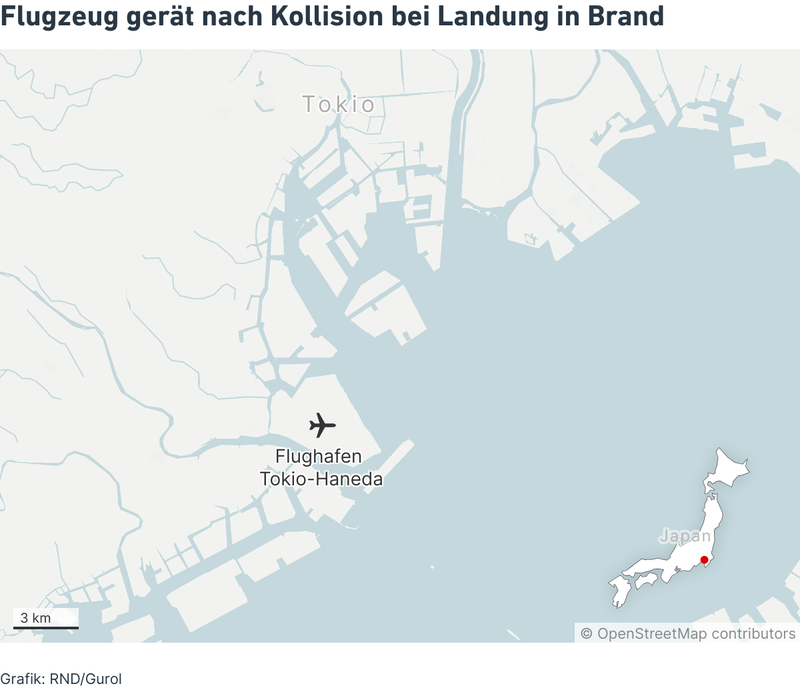 Flugzeug gerät nach Kollision bei Landung in Brand
Tokio
Flughafen
Tokio-Haneda
Japan
3 km
© OpenStreetMap contributors
Grafik: RND/Gurol